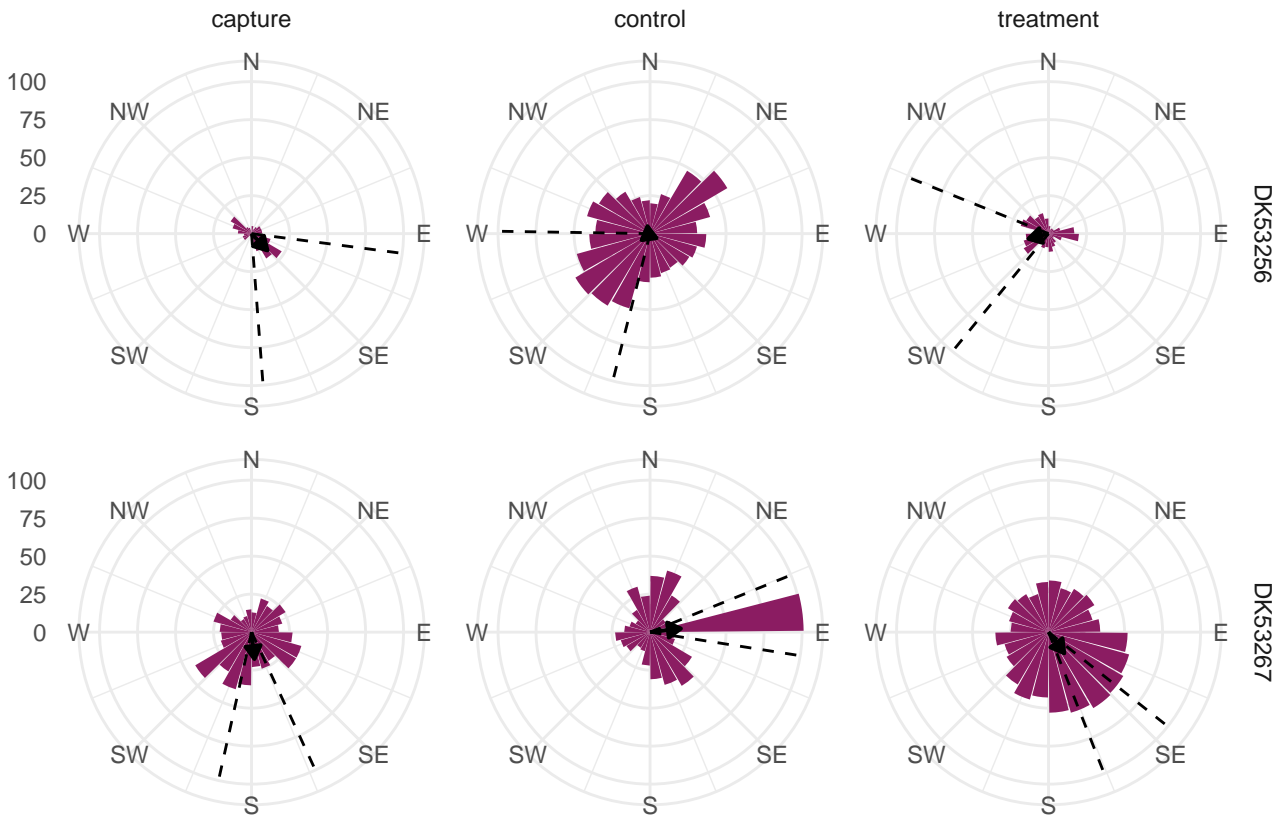 capture control treatment
N N N
100
NW NE NW NE NW NE
75
50
25
0 W E W E W E
DK53256
SW SE SW SE SW SE
S S S
N N N
100
NW NE NW NE NW NE
75
50
25
0 W E W E W E
DK53267
SW SE SW SE SW SE
S S S